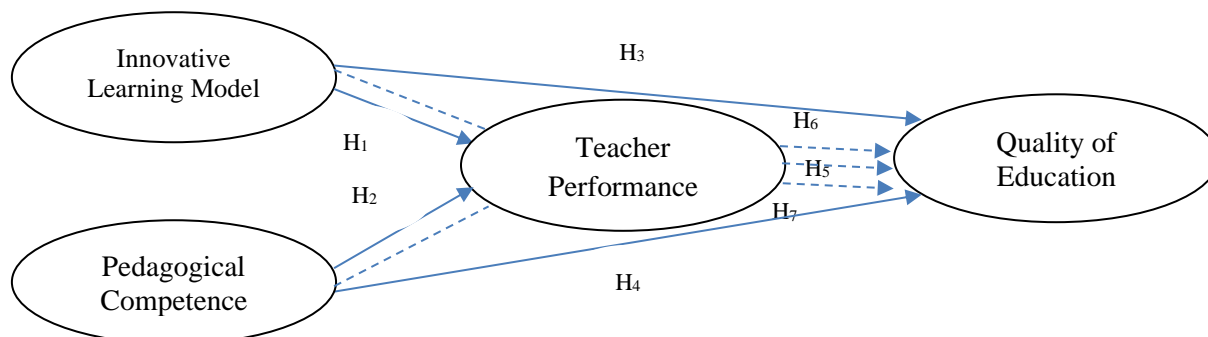 Innovative
Learning Model
H3
H1
Teacher
Performance
H6
H5
H7
Quality of
Education
H2
Pedagogical
Competence
H4